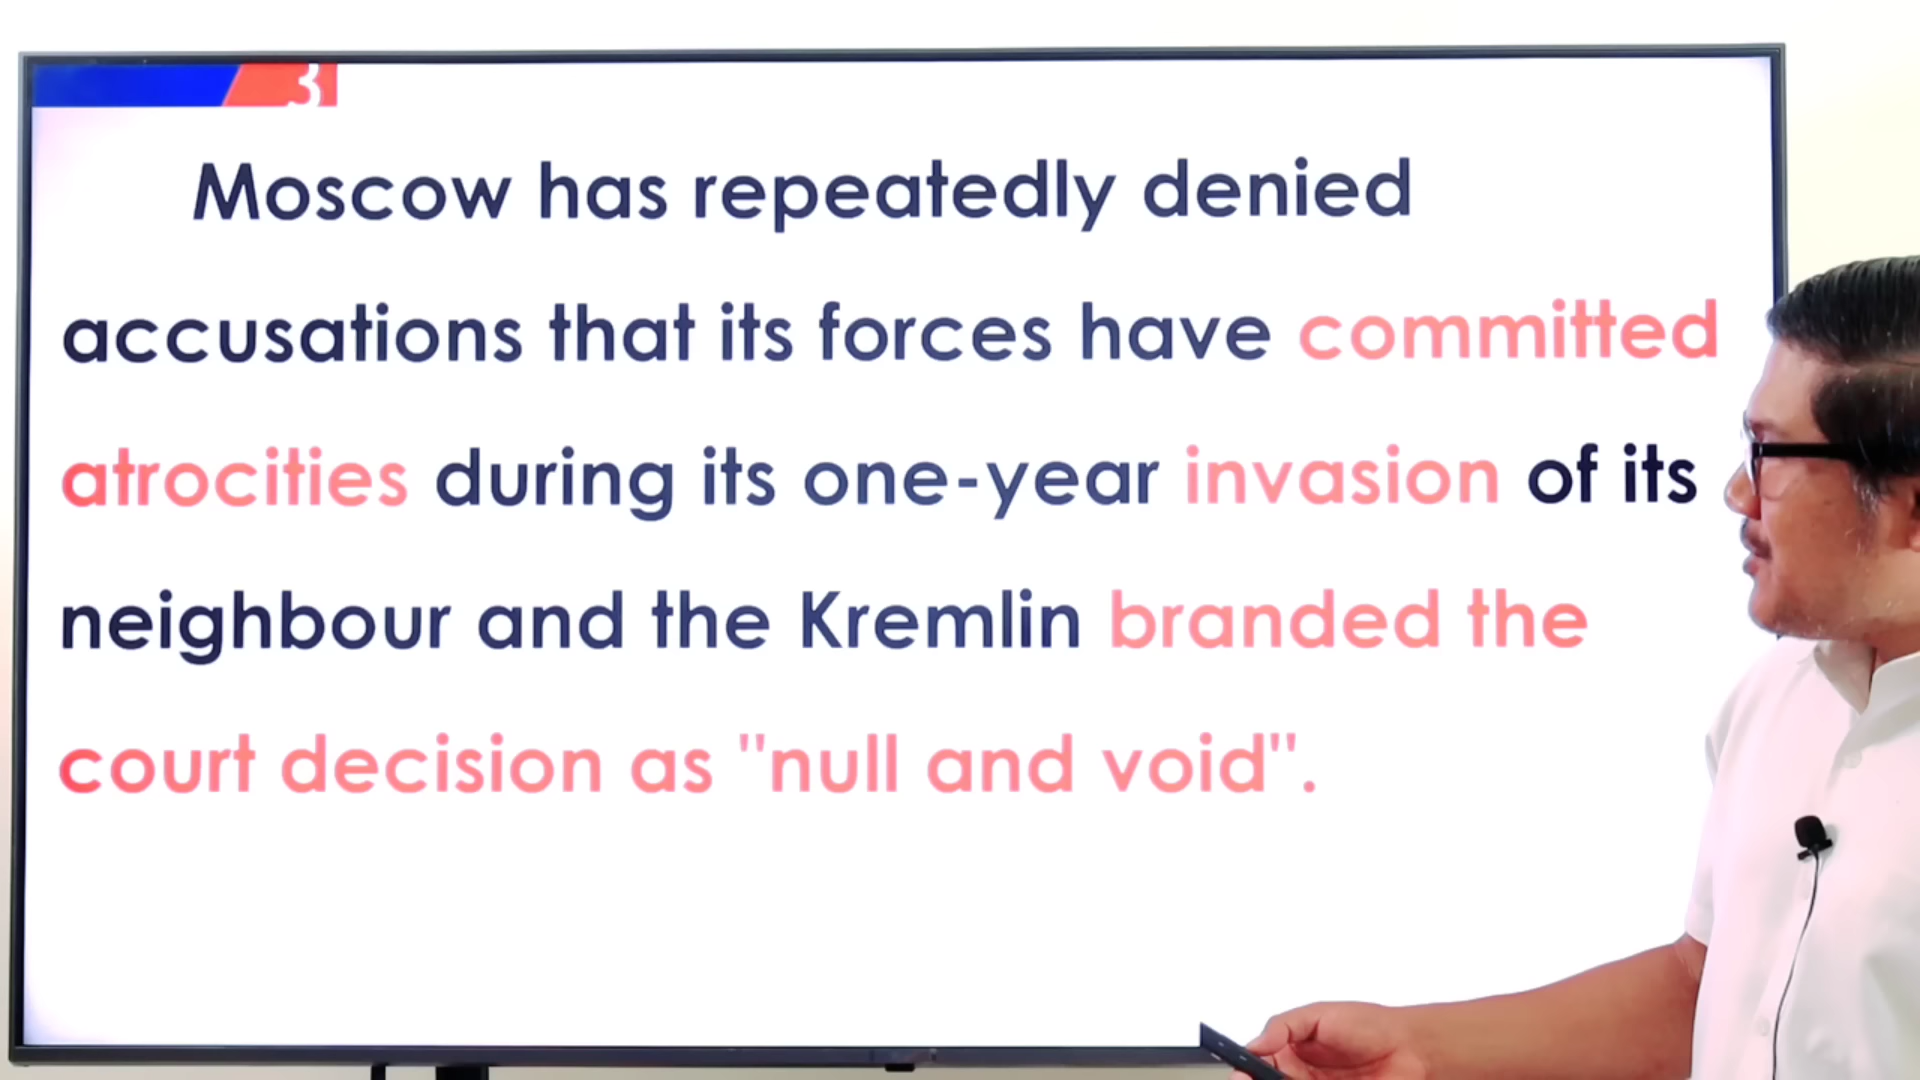 3
Moscow has repeatedly denied
accusations that its forces have committed
atrocities during its one-year invasion of its
neighbour and the Kremlin branded the
court decision as "null and void".